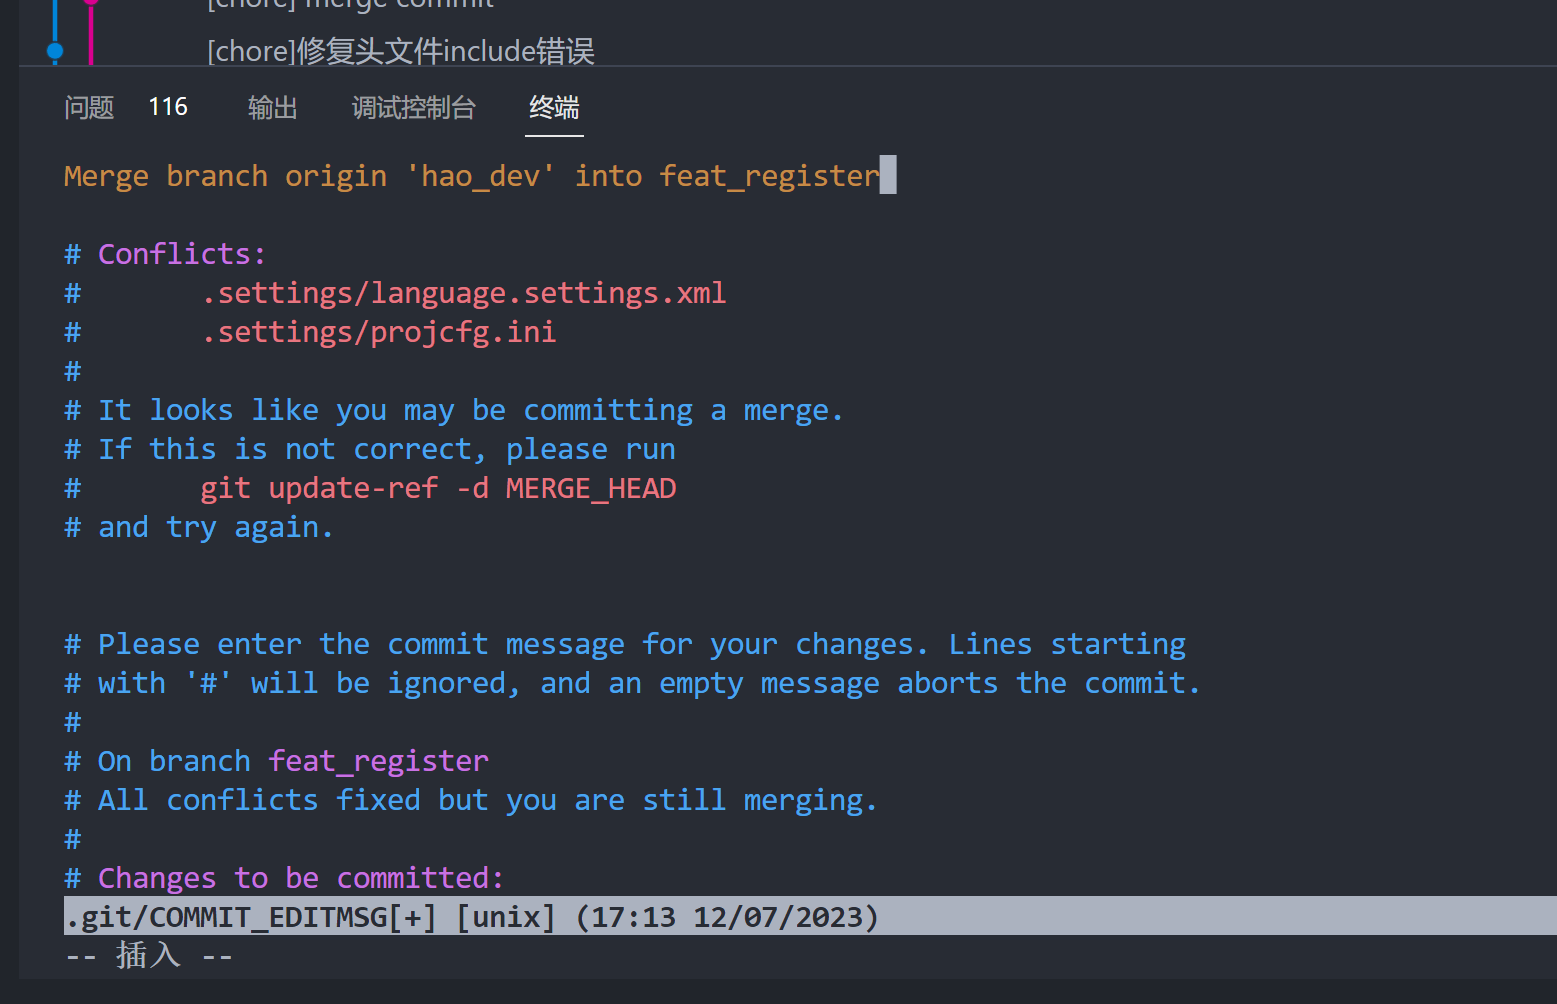 [chore] merge commit
[chore]修复头文件include错误
问题 116 输出 调试控制台 终端
Merge branch origin 'hao_dev' into feat_register
# Conflicts:
# .settings/language.settings.xml
# .settings/projcfg.ini
#
# It looks like you may be committing a merge.
# If this is not correct, please run
# git update-ref -d MERGE_HEAD
# and try again.
# Please enter the commit message for your changes. Lines starting
# with '#' will be ignored, and an empty message aborts the commit.
#
# On branch feat_register
# All conflicts fixed but you are still merging.
#
# Changes to be committed:
.git/COMMIT_EDITMSG[+] [unix] (17:13 12/07/2023)
-- 插入 --